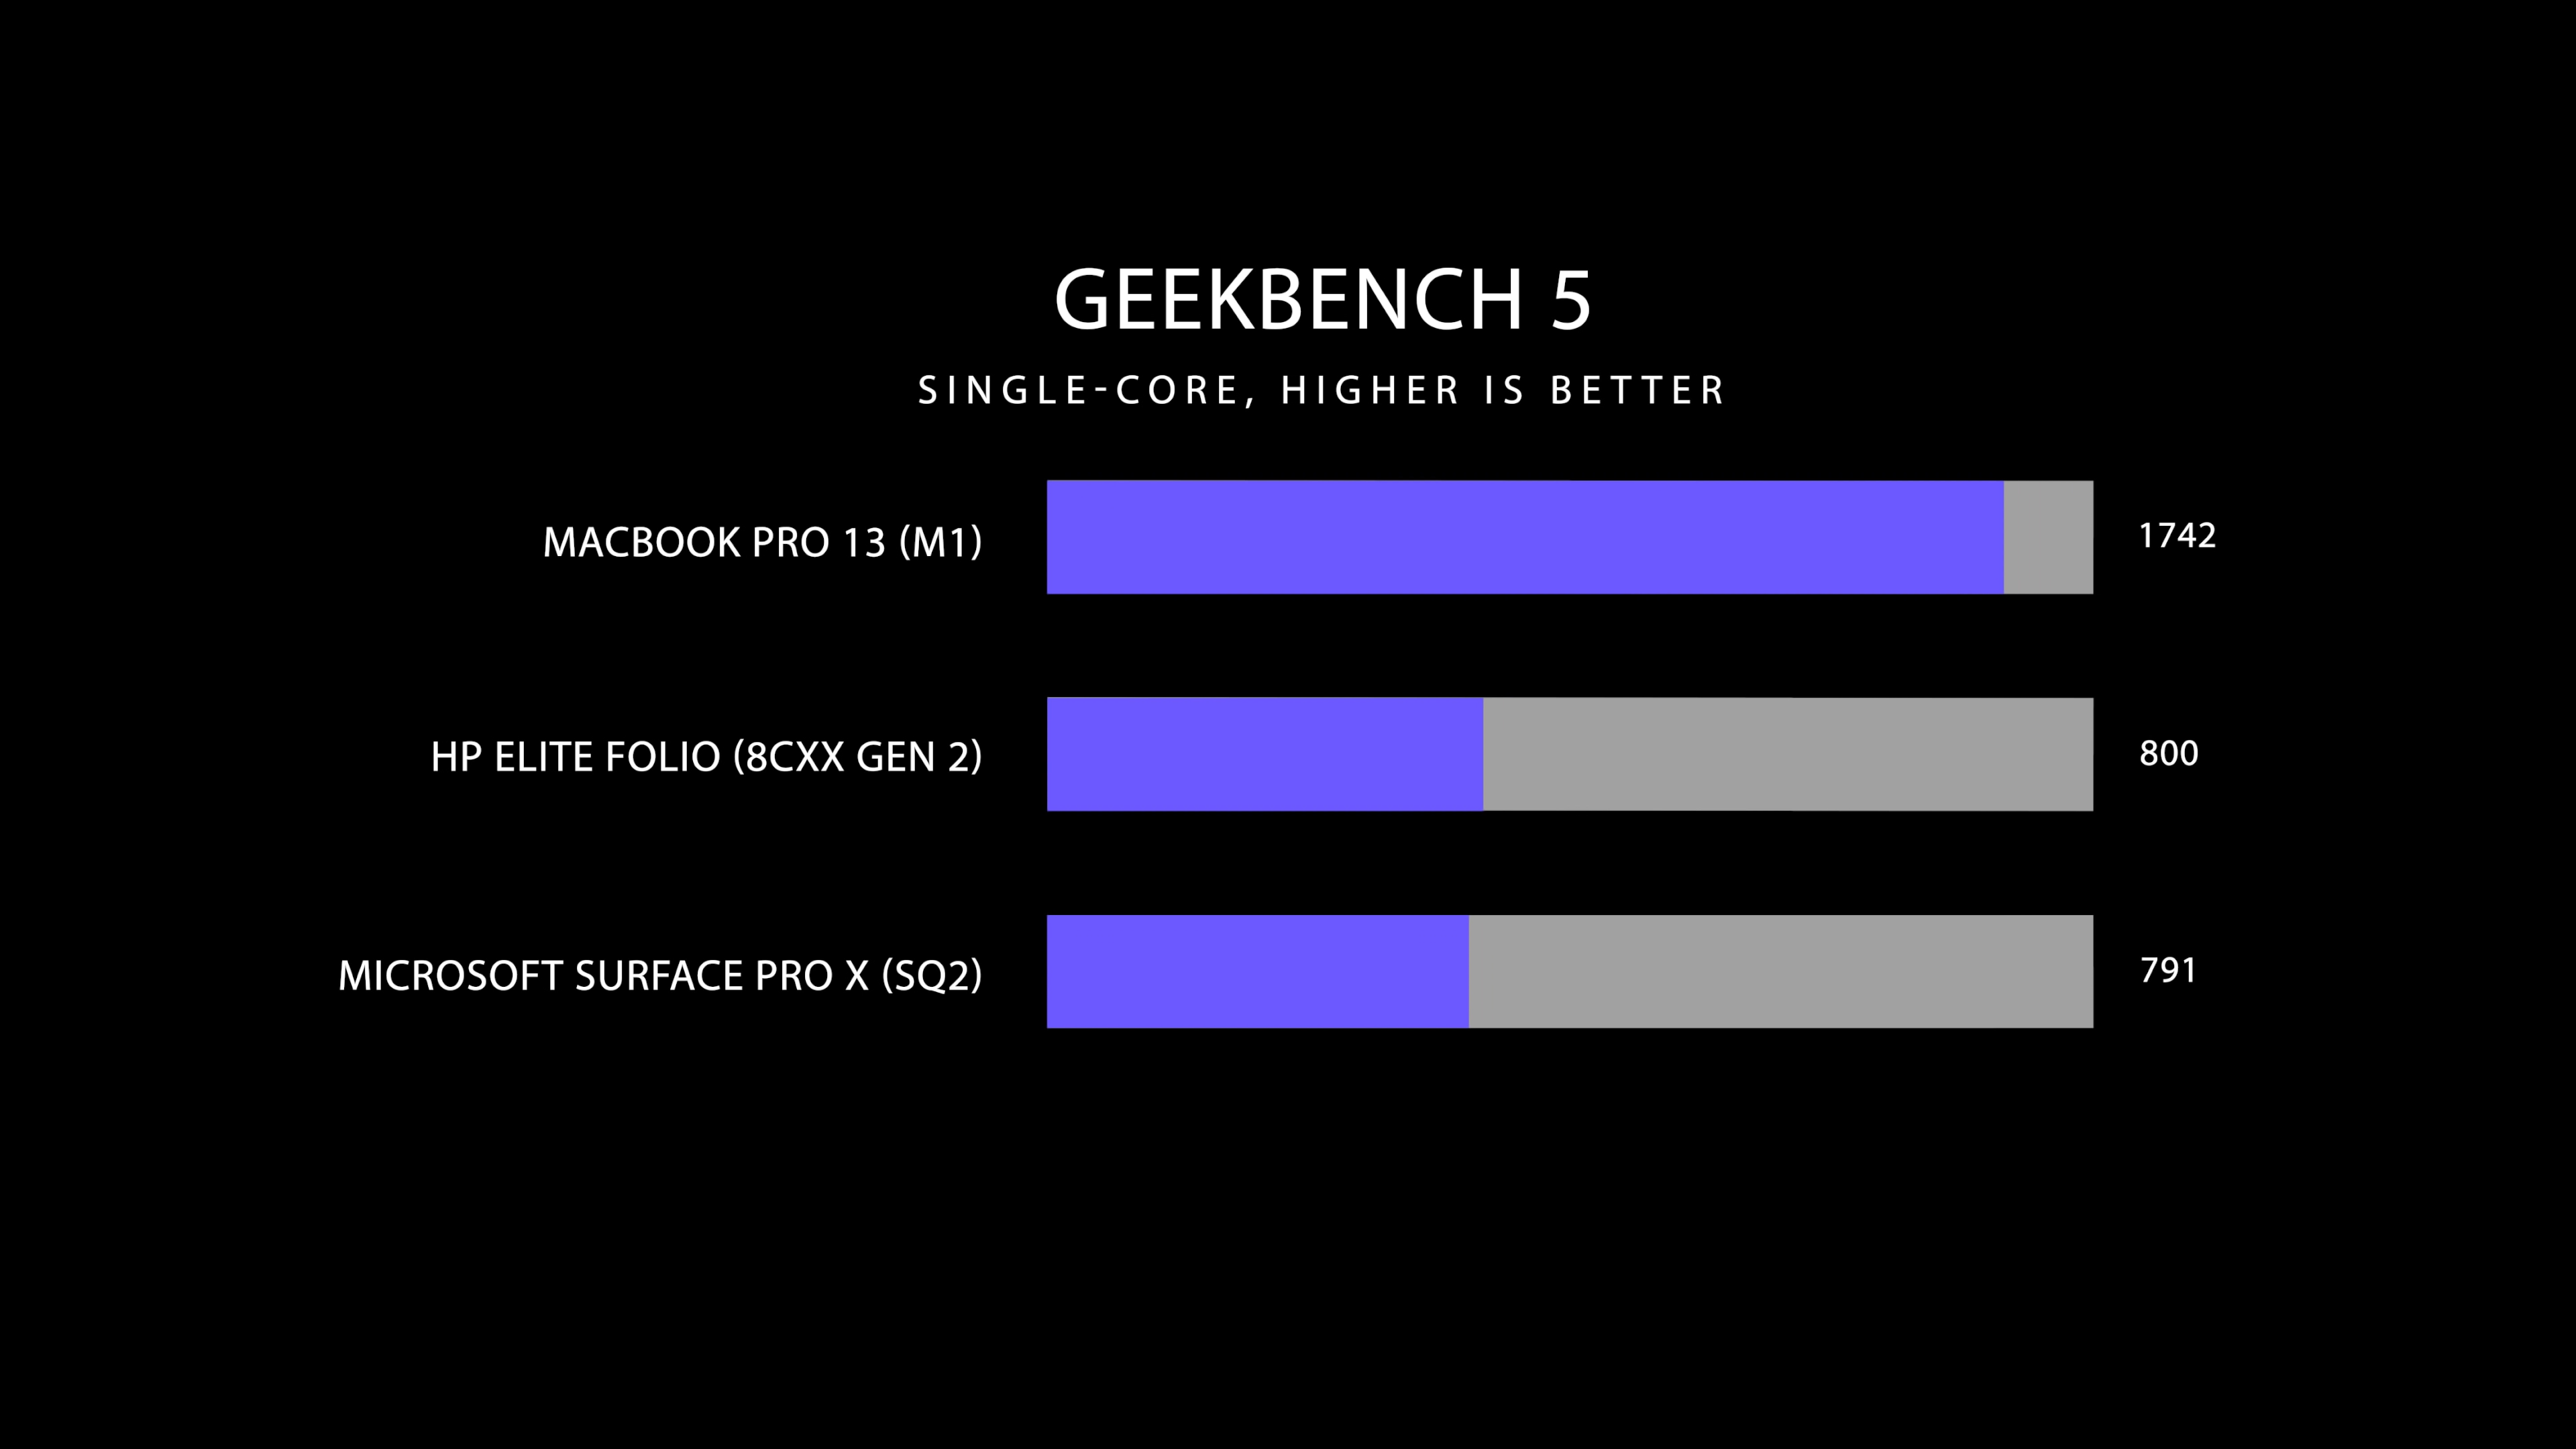 GEEKBENCH 5
SINGLE-CORE, HIGHER IS BETTER
MACBOOK PRO 13 (M1) 1742
HP ELITE FOLIO (8CXX GEN 2) 800
MICROSOFT SURFACE PRO X (SQ2) 791